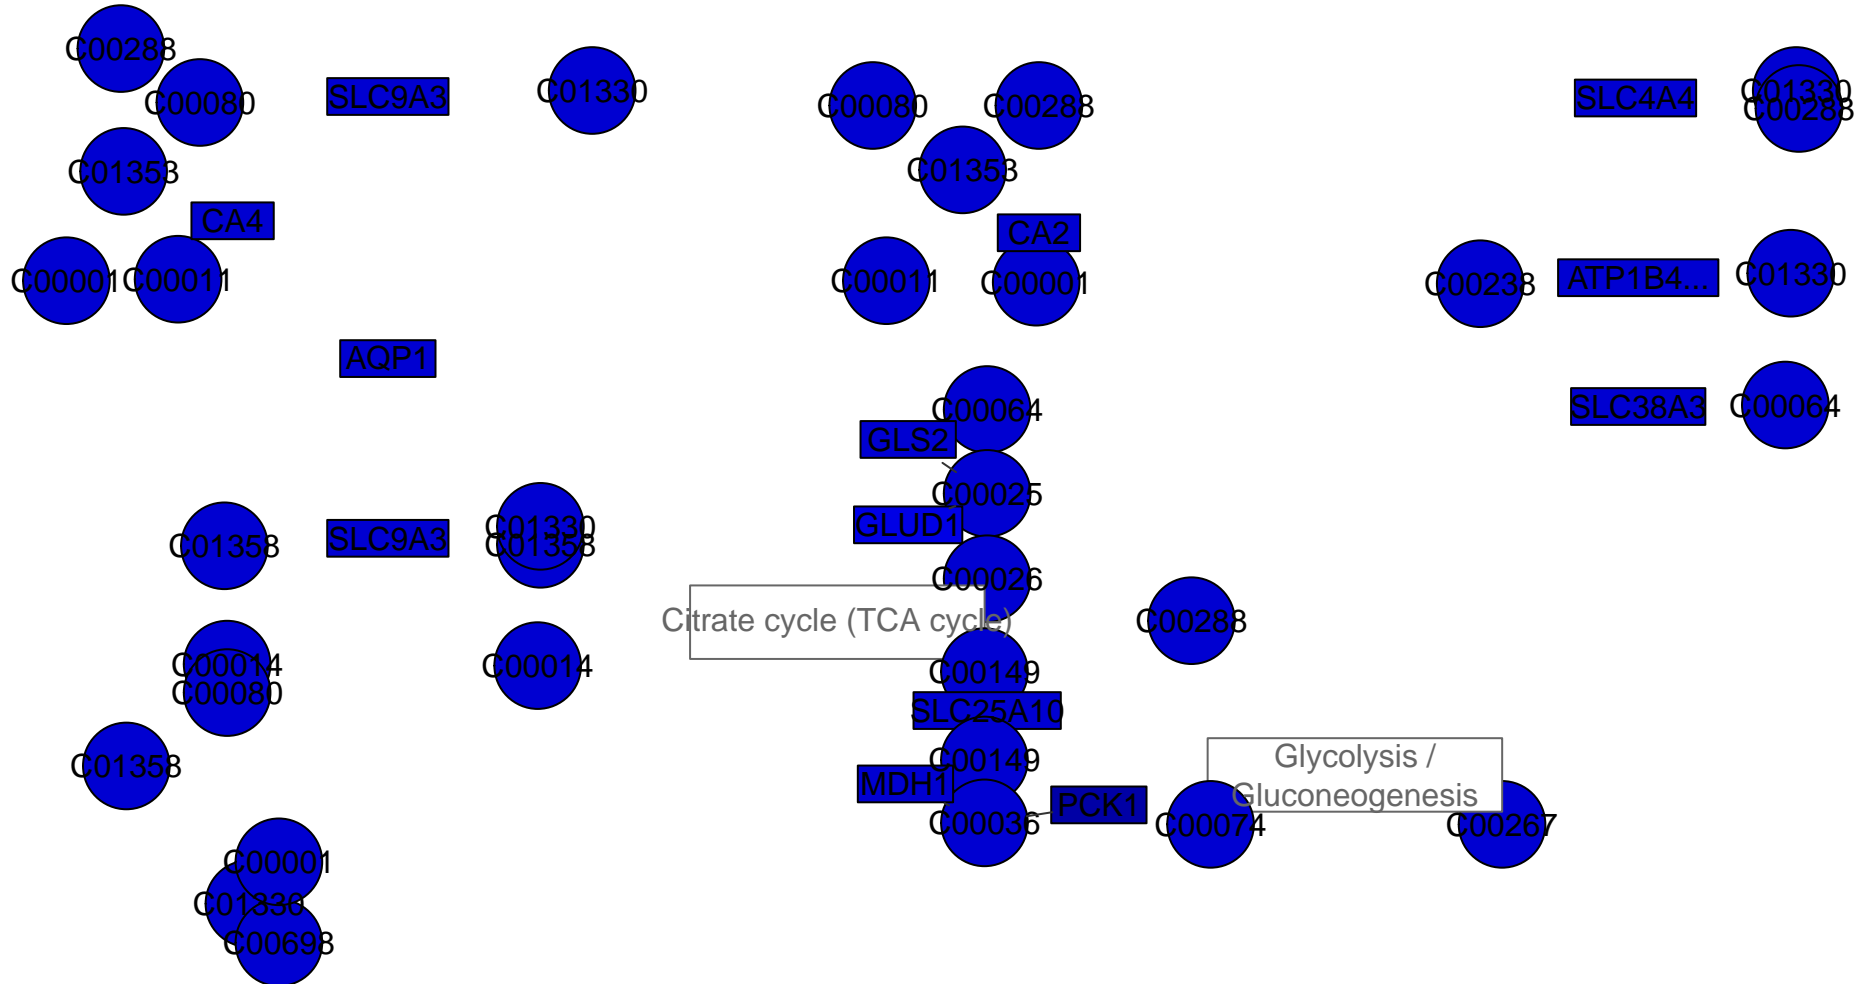 C00288
C00080
SLC9A3
C01330
C00080
C00288
SLC4A4
C01330
C00288
C01353
C01353
CA4
CA2
C00001
C00011
C00011
C00001
C00238
ATP1B4...
C01330
AQP1
C00064
SLC38A3
C00064
GLS2
C00025
GLUD1
C01358
SLC9A3
C01330
C01358
C00026
Citrate cycle (TCA cycle)
C00288
C00014
C00080
C00014
C00149
SLC25A10
C01358
C00149
MDH1
Glycolysis /
Gluconeogenesis
C00036
PCK1
C00074
C00267
C00001
C01330
C00698